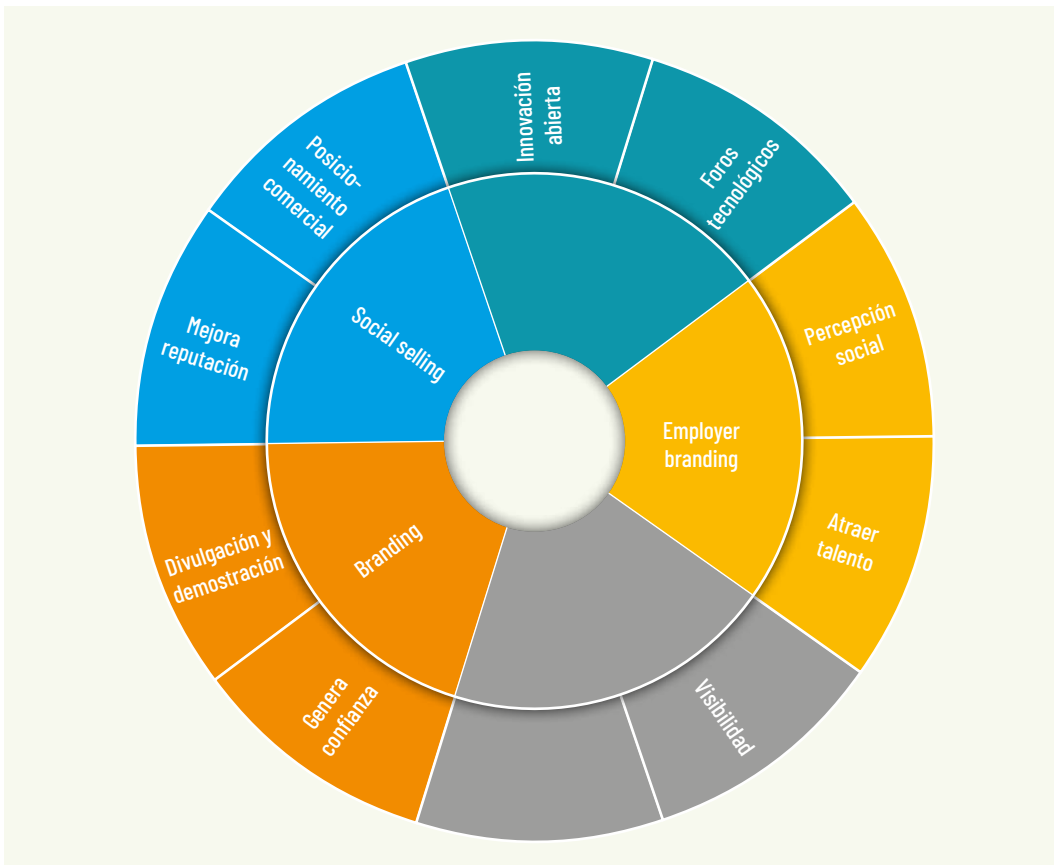 Innovación
abierta
Foros
tecnológicos
Percepción
social
Atraer
talento
Visibilidad
Genera
confianza
Divulgación y
demostración
Mejora
reputación
Posicio-
namiento
comercial
Social selling
Employer
branding
Branding